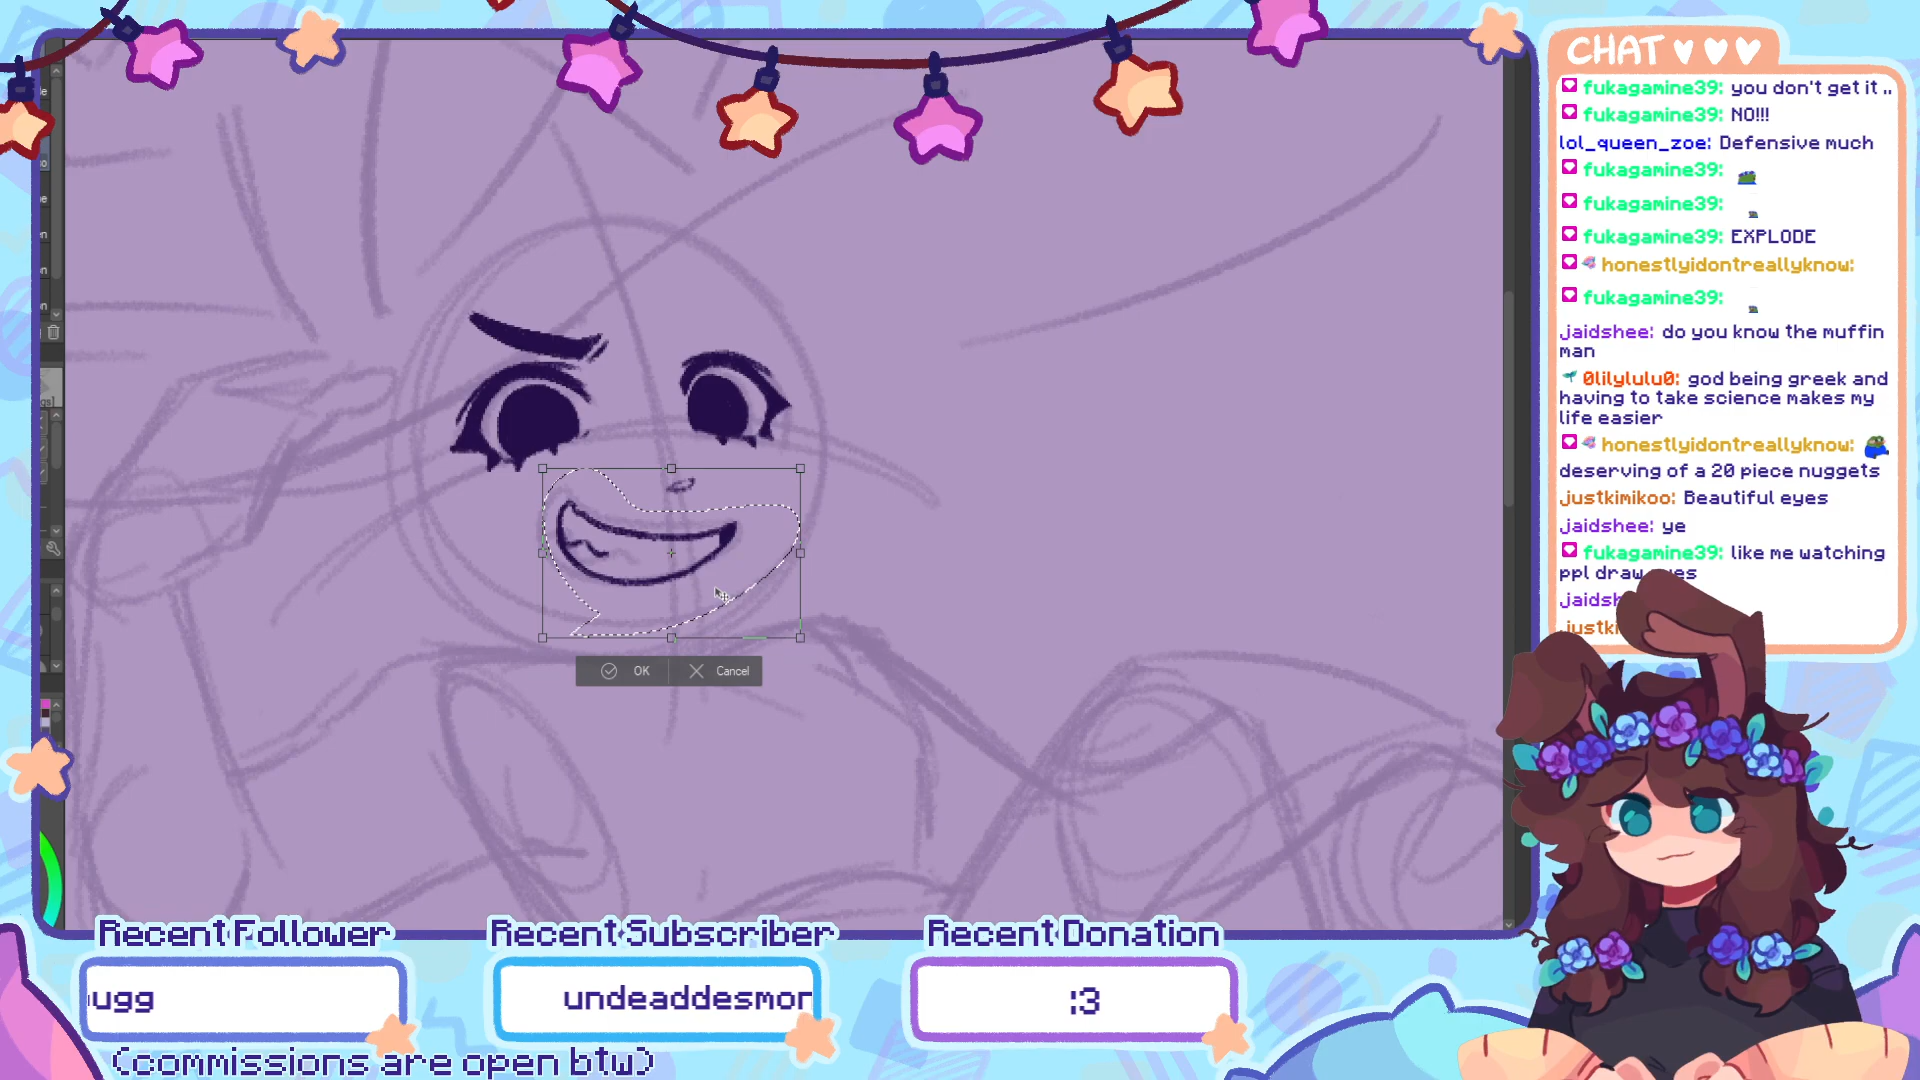 CHAT
fukagamine39: you don't get it ..
fukagamine39: NO!!!
lol_queen_zoe: Defensive much
fukagamine39:
fukagamine39:
fukagamine39: EXPLODE
honestlyidontreallyknow:
fukagamine39:
jaidshee: do you know the muffin
man
0lilylulu0: god being greek and
having to take science makes my
life easier
honestlyidontreallyknow:
deserving of a 20 piece nuggets
justkimikoo: Beautiful eyes
jaidshee: ye
fukagamine39: like me watching
ppl draw eyes
jaidsh
justki
OK Cancel
Recent Follower
Recent Subscriber
Recent Donation
ugg
undeaddesmor
:3
(commissions are open btw)